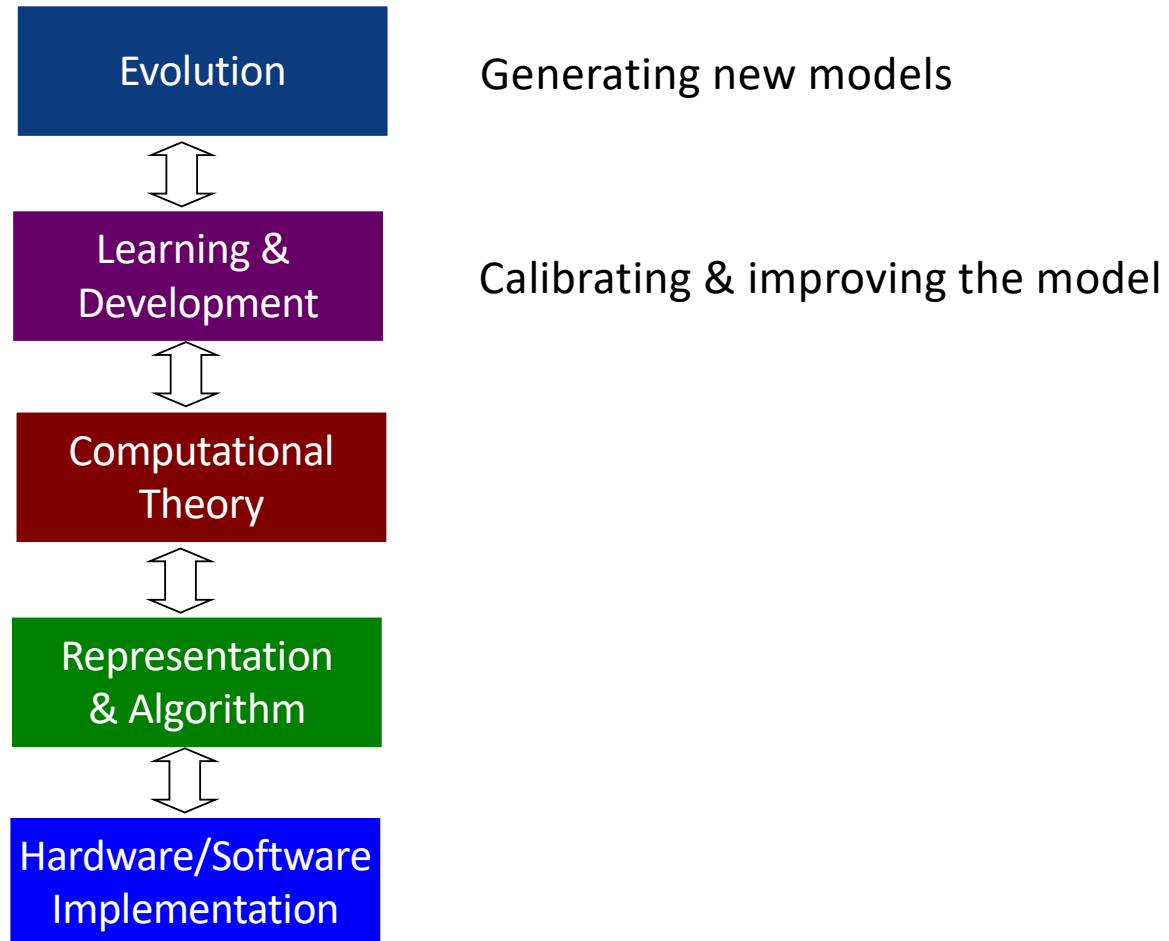 Evolution
Generating new models
Learning &
Development
Calibrating & improving the model
Computational
Theory
Representation
& Algorithm
Hardware/Software
Implementation